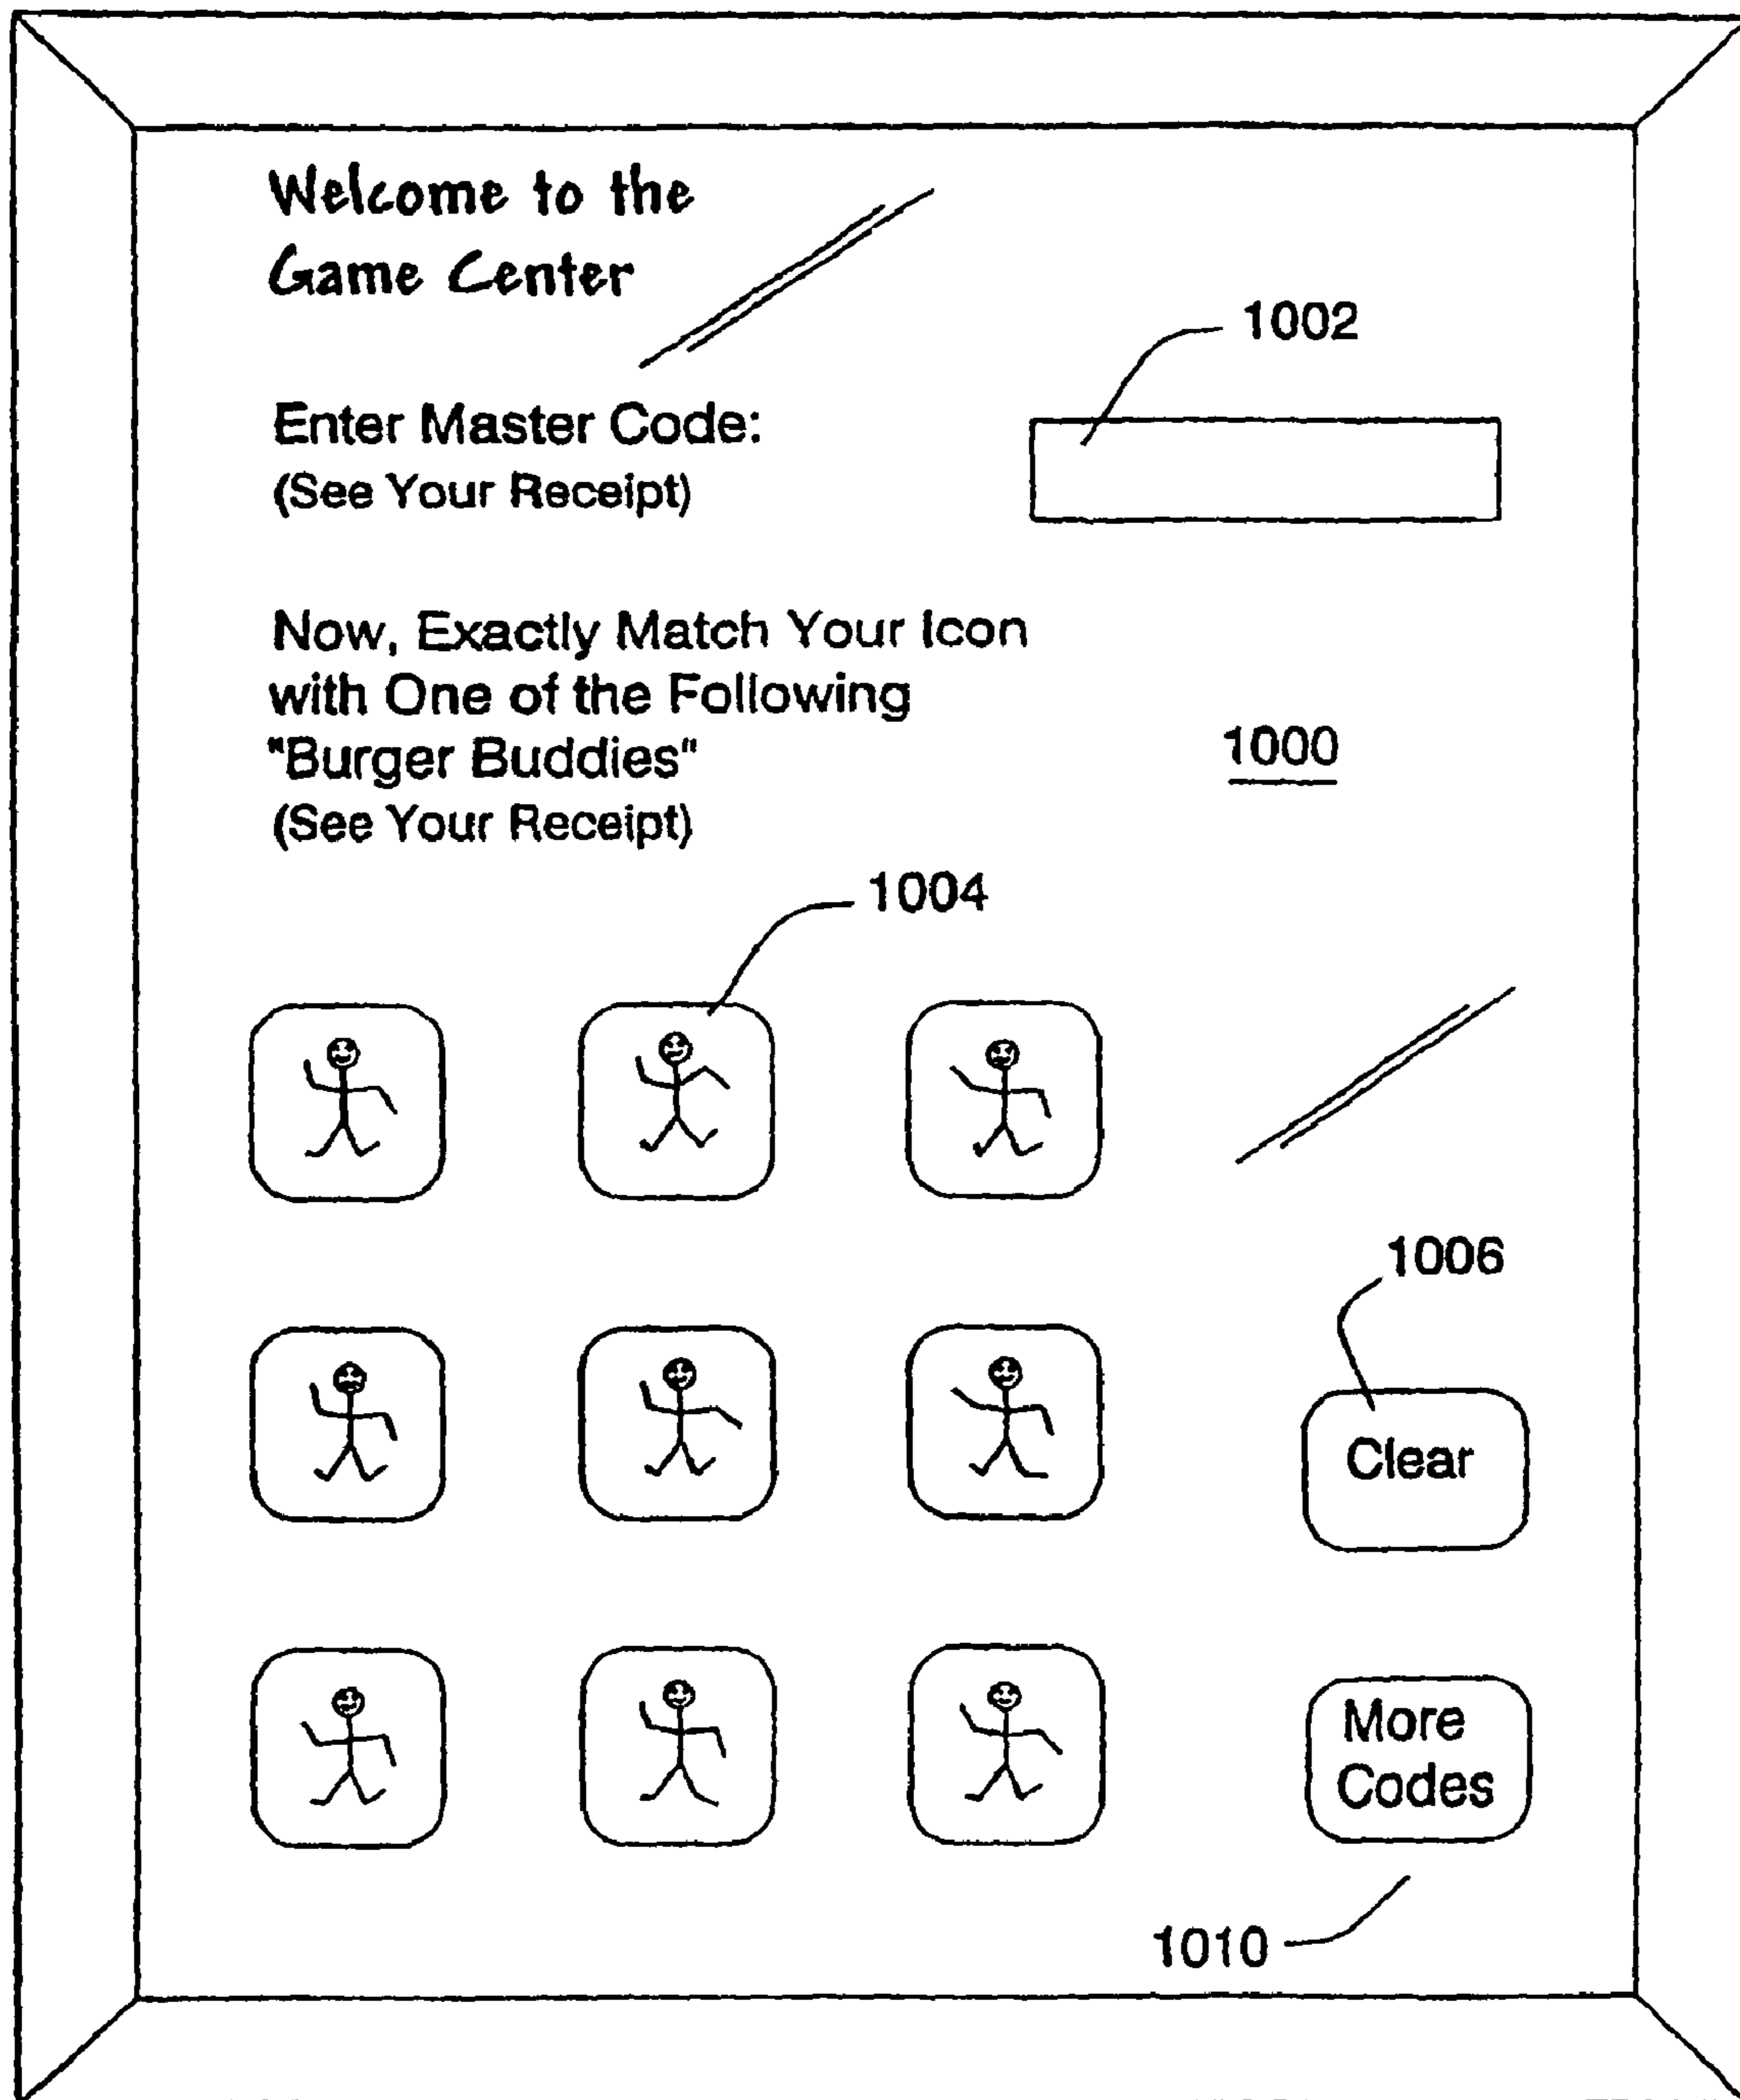 Welcome to the
Game Center
1002
Enter Master Code:
(See Your Receipt)
Now, Exactly Match Your Icon
with One of the Following
"Burger Buddies"
1000
(See Your Receipt)
1004
1006
Clear
More
Codes
1010